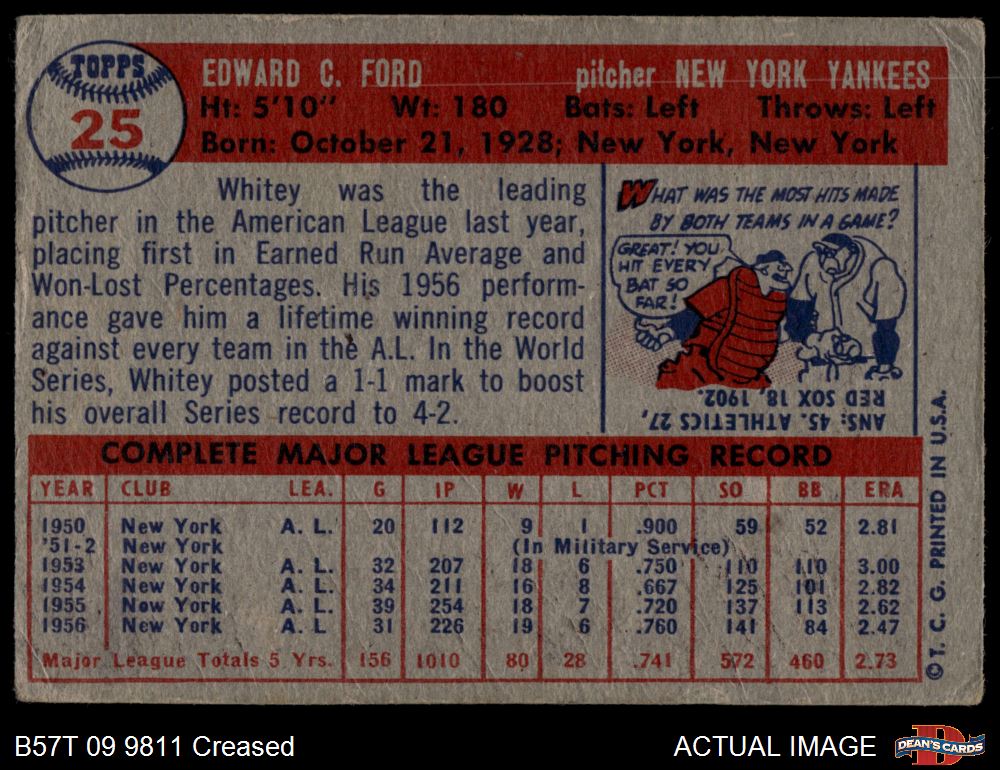 TOPPS
25
EDWARD C. FORD pitcher NEW YORK YANKEES
Ht: 5'10" Wt: 180 Bats: Left Throws: Left
Born: October 21, 1928; New York, New York
Whitey was the leading
pitcher in the American League last year,
placing first in Earned Run Average and
Won-Lost Percentages. His 1956 perform-
ance gave him a lifetime winning record
against every team in the A.L. In the World
Series, Whitey posted a 1-1 mark to boost
his overall Series record to 4-2.
WHAT WAS THE MOST HITS MADE
BY BOTH TEAMS IN A GAME?
GREAT! YOU
HIT EVERY
BAT SO
FAR!
ANS: 45. ATHLETICS 27,
RED SOX 18, 1902.
COMPLETE MAJOR LEAGUE PITCHING RECORD
YEAR CLUB LEA. G IP W L PCT SO BB ERA
1950 New York A. L. 20 112 9 1 .900 59 52 2.81
'51-2 New York (In Military Service)
1953 New York A. L. 32 207 18 6 .750 110 110 3.00
1954 New York A. L. 34 211 16 8 .667 125 101 2.82
1955 New York A. L. 39 254 18 7 .720 137 113 2.62
1956 New York A. L 31 226 19 6 .760 141 84 2.47
Major League Totals 5 Yrs. 156 1010 80 28 .741 572 460 2.73
© T. C. G. PRINTED IN U.S.A.
B57T 09 9811 Creased
ACTUAL IMAGE
DEAN'S CARDS